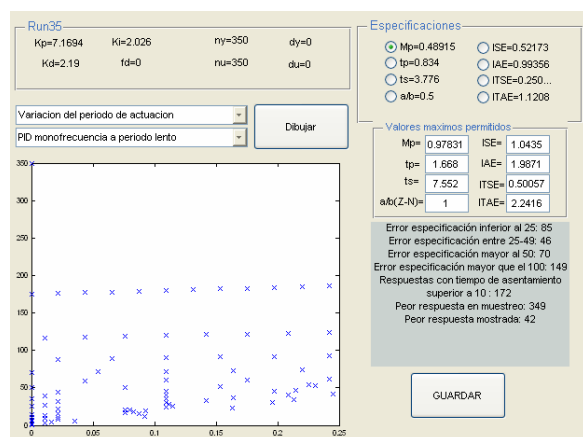 Run35
Kp=7.1694 Ki=2.026 ny=350 dy=0
Kd=2.19 fd=0 nu=350 du=0
Variacion del periodo de actuacion
PID monofrecuencia a periodo lento
Dibujar
Especificaciones
Mp=0.48915 ISE=0.52173
tp=0.834 IAE=0.99356
ts=3.776 ITSE=0.250...
a/b=0.5 ITAE=1.1208
Valores maximos permitidos
Mp= 0.97831 ISE= 1.0435
tp= 1.668 IAE= 1.9871
ts= 7.552 ITSE= 0.50057
a/b(Z-N)= 1 ITAE= 2.2416
Error especificación inferior al 25: 85
Error especificación entre 25-49: 46
Error especificación mayor al 50: 70
Error especificación mayor que el 100: 149
Respuestas con tiempo de asentamiento
superior a 10 : 172
Peor respuesta en muestreo: 349
Peor respuesta mostrada: 42
GUARDAR
350
300
250
200
150
100
50
0
0 0.05 0.1 0.15 0.2 0.25